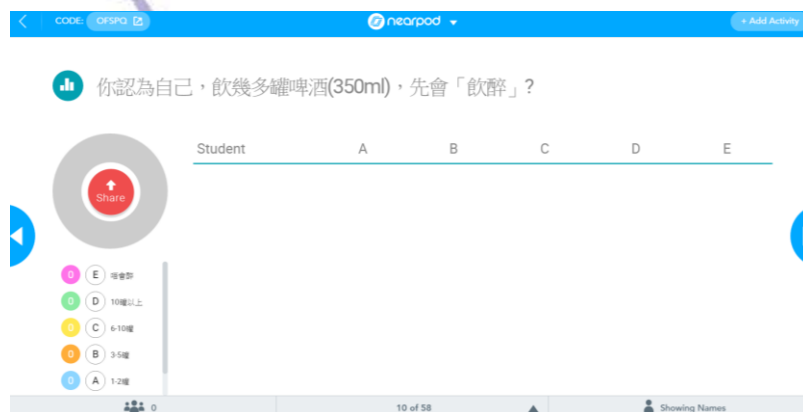 CODE: OFSPQ
nearpod
+ Add Activity
你認為自己，飲幾多罐啤酒(350ml)，先會「飲醉」?
Student A B C D E
Share
0 E 唔會醉
0 D 10罐以上
0 C 6-10罐
0 B 3-5罐
0 A 1-2罐
0
10 of 58
Showing Names